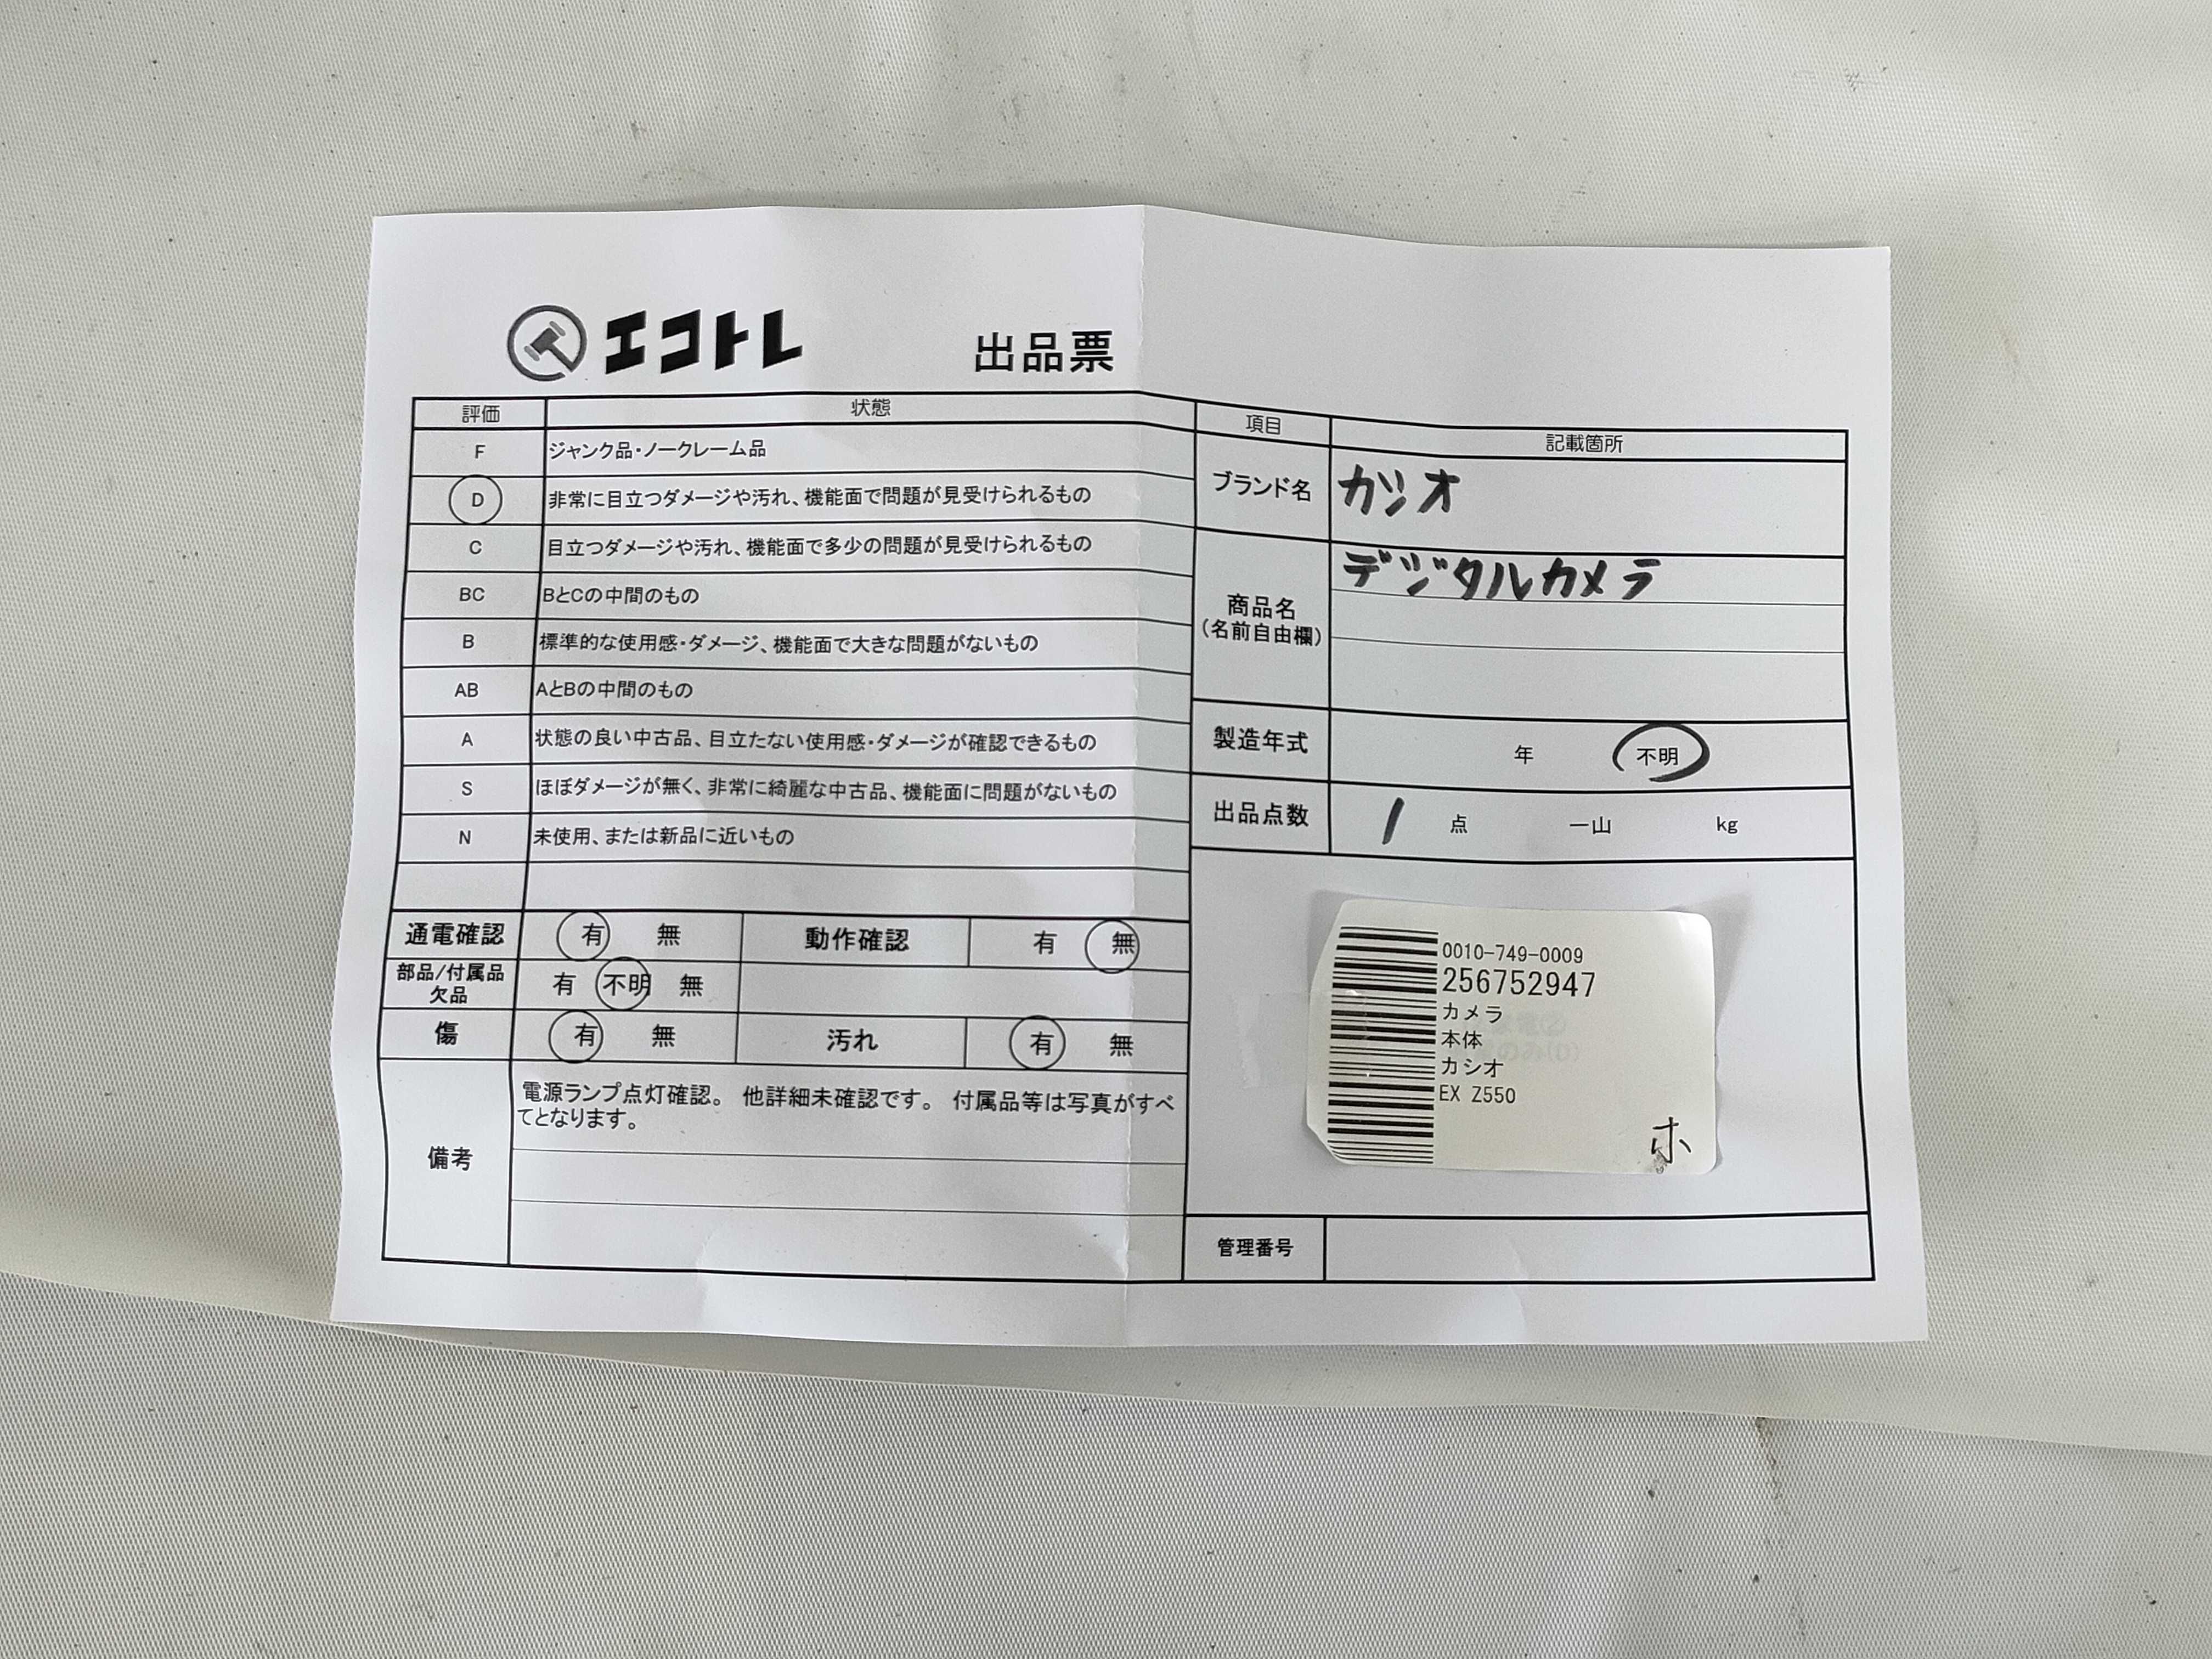 エコトレ 出品票
評価 状態
F ジャンク品・ノークレーム品
D 非常に目立つダメージや汚れ、機能面で問題が見受けられるもの
C 目立つダメージや汚れ、機能面で多少の問題が見受けられるもの
BC BとCの中間のもの
B 標準的な使用感・ダメージ、機能面で大きな問題がないもの
AB AとBの中間のもの
A 状態の良い中古品、目立たない使用感・ダメージが確認できるもの
S ほぼダメージが無く、非常に綺麗な中古品、機能面に問題がないもの
N 未使用、または新品に近いもの
通電確認 有 無 動作確認 有 無
部品/付属品
欠品
有 不明 無
傷 有 無 汚れ 有 無
備考
電源ランプ点灯確認。 他詳細未確認です。 付属品等は写真がすべ
てとなります。
項目 記載箇所
ブランド名 カシオ
商品名
(名前自由欄)
デジタルカメラ
製造年式 年 不明
出品点数 1 点 一山 kg
0010-749-0009
256752947
カメラ
本体
カシオ
EX Z550
ホ
管理番号